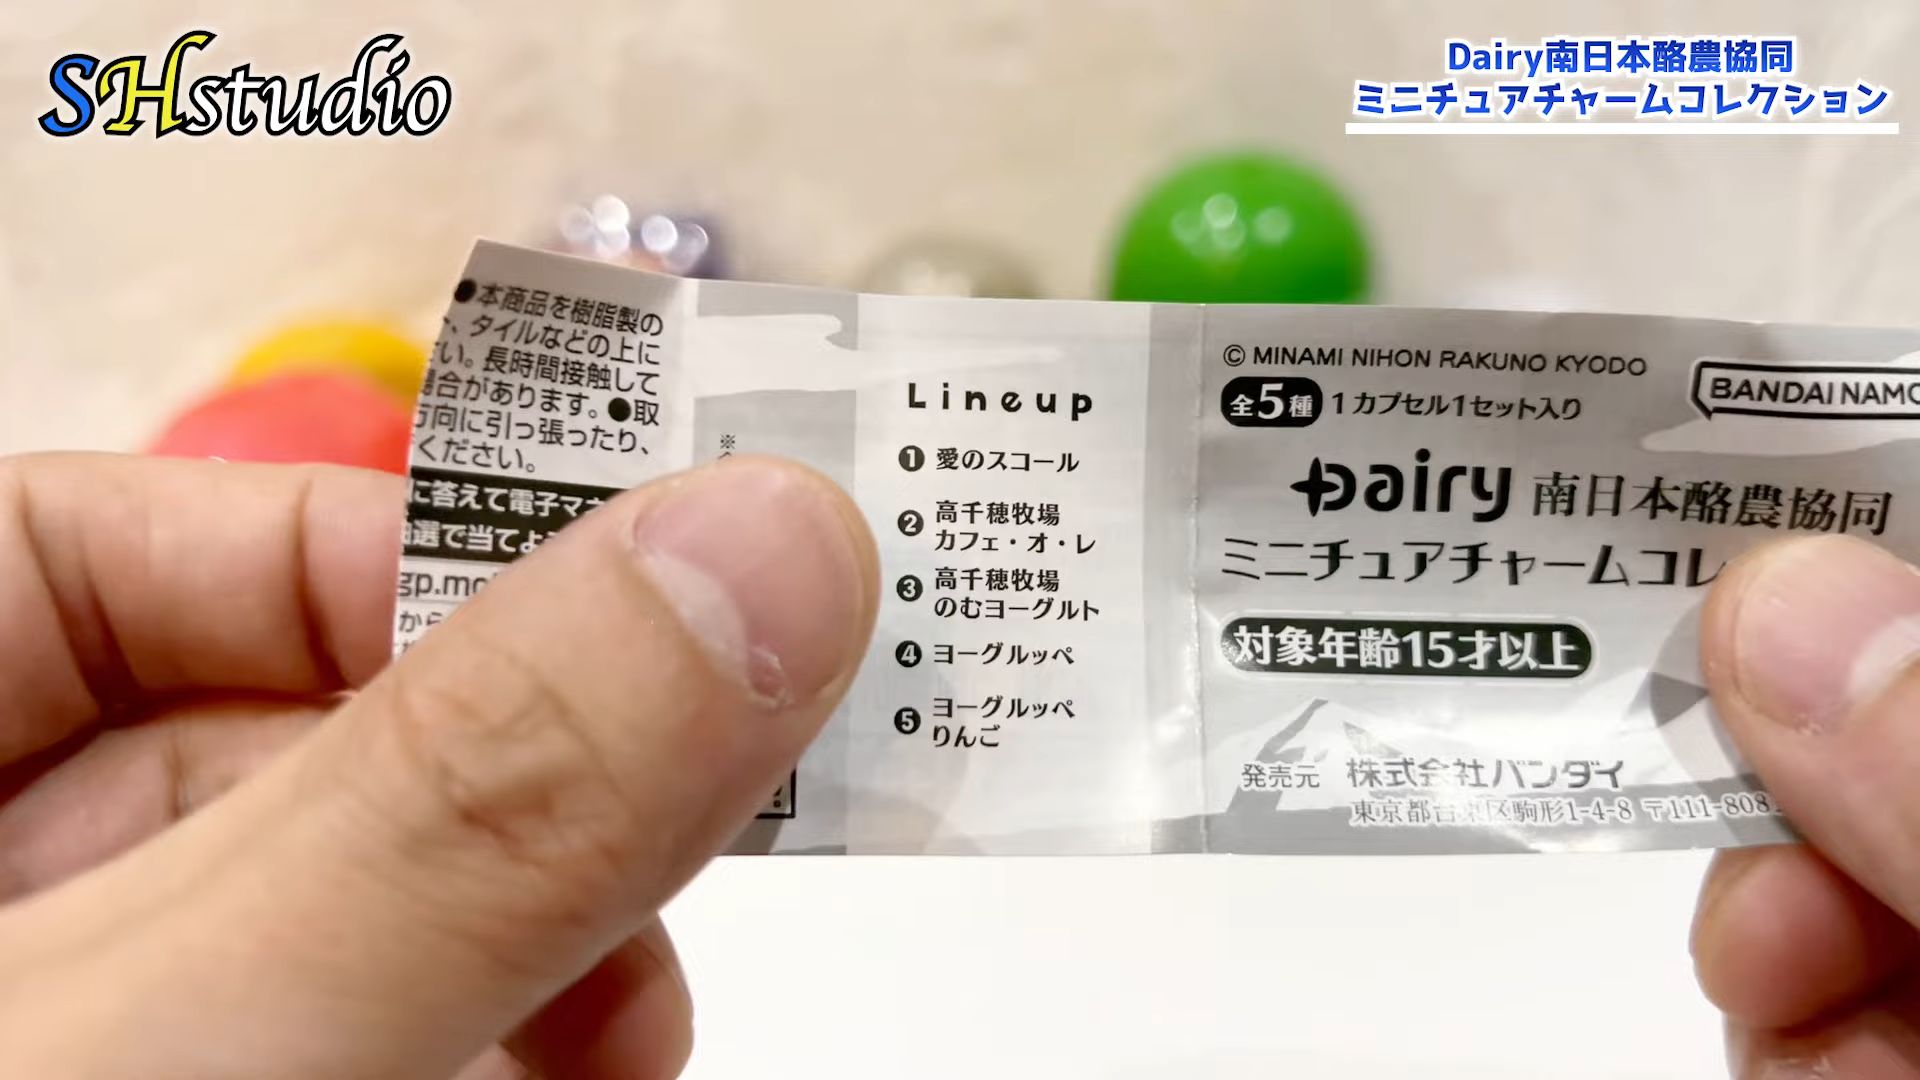 SHstudio
Dairy南日本酪農協同
ミニチュアチャームコレクション
●本商品を樹脂製の
、タイルなどの上に
い。長時間接触して
場合があります。●取
方向に引っ張ったり、
ください。
に答えて電子マネ
抽選で当てよ
gp.mo
から
※
Lineup
❶ 愛のスコール
❷ 高千穂牧場
カフェ・オ・レ
❸ 高千穂牧場
のむヨーグルト
❹ ヨーグルッペ
❺ ヨーグルッペ
りんご
© MINAMI NIHON RAKUNO KYODO
全5種 1カプセル1セット入り
BANDAI NAMCO
Dairy 南日本酪農協同
ミニチュアチャームコレ
対象年齢15才以上
発売元 株式会社バンダイ
東京都台東区駒形1-4-8 〒111-808